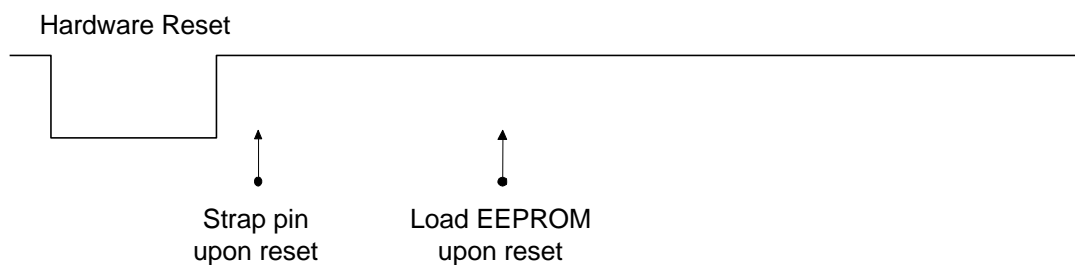 Hardware Reset
Strap pin
upon reset
Load EEPROM
upon reset